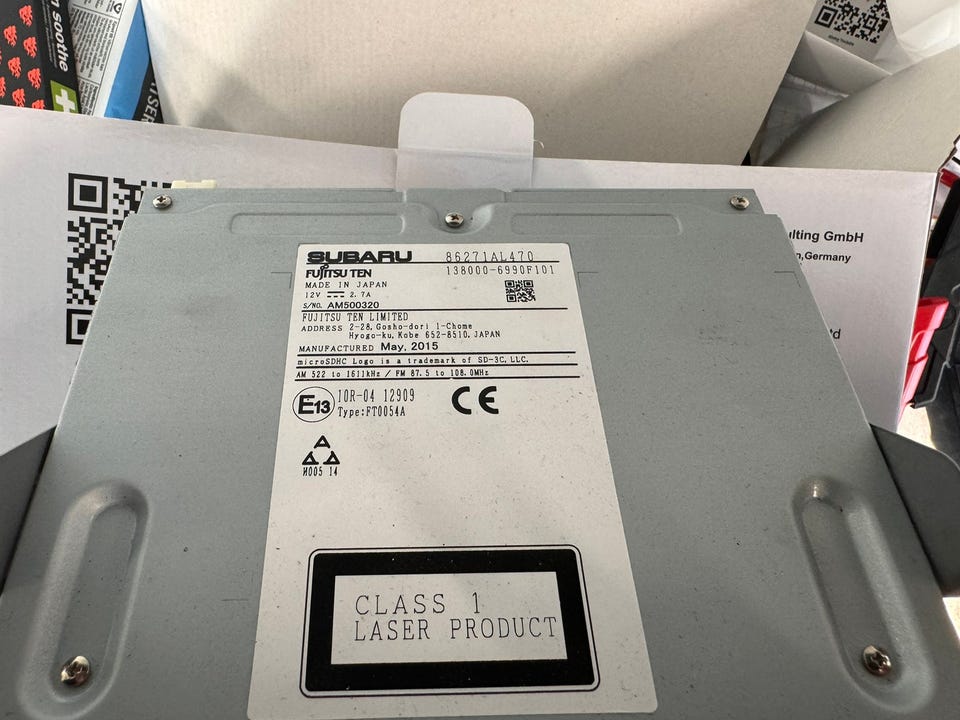 soothe
SUBARU 86271AL470
FUJITSU TEN 138000-6990F101
MADE IN JAPAN
12V 2.7A
S/NO. AM500320
FUJITSU TEN LIMITED
ADDRESS 2-28, Gosho-dori 1-Chome
Hyogo-ku, Kobe 652-8510, JAPAN
MANUFACTURED May, 2015
microSDHC Logo is a trademark of SD-3C, LLC.
AM 522 to 1611kHz / FM 87.5 to 108.0MHz
E13 10R-04 12909
Type:FT0054A
CE
A
N005 14
CLASS 1
LASER PRODUCT
ulting GmbH
n,Germany
td